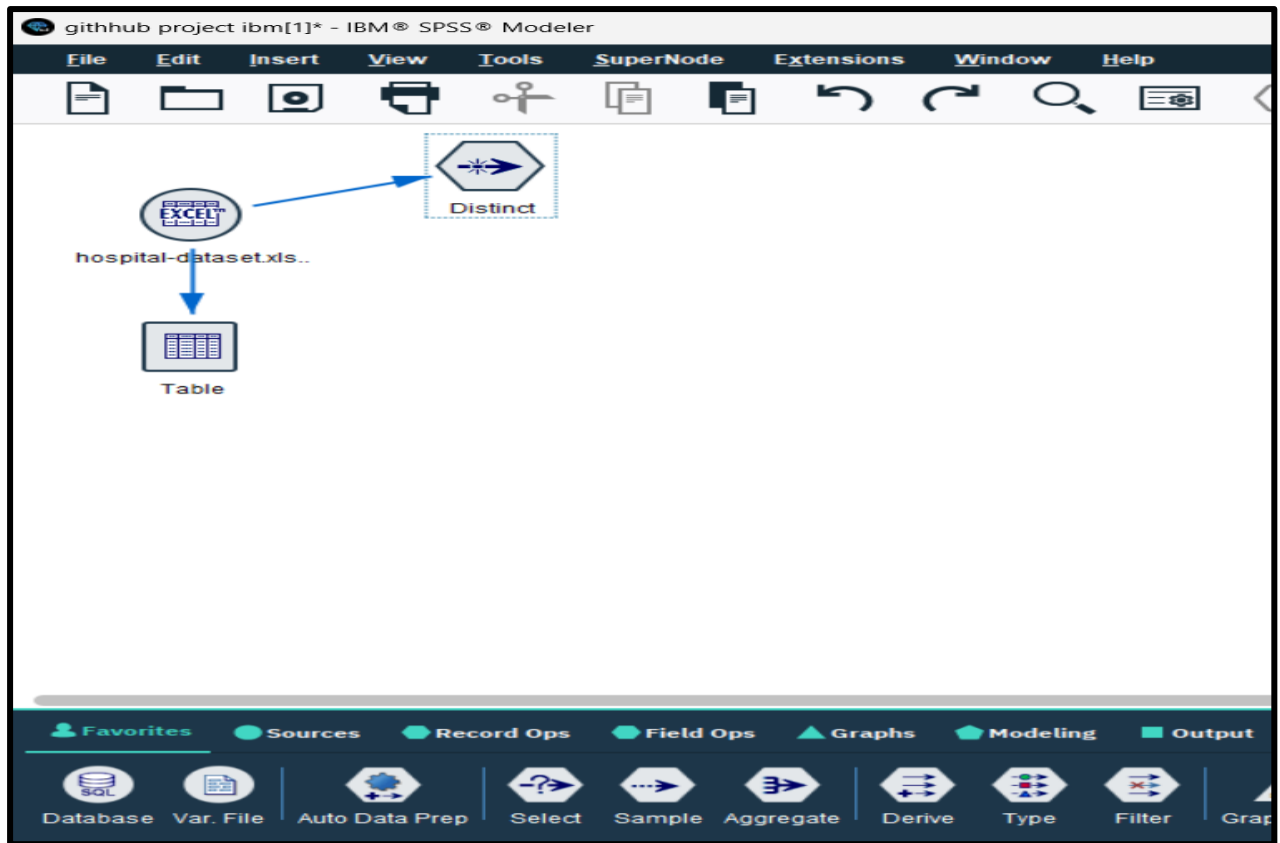 githhub project ibm[1]* - IBM® SPSS® Modeler
File Edit Insert View Tools SuperNode Extensions Window Help
Distinct
EXCEL™
hospital-dataset.xls..
Table
Favorites Sources Record Ops Field Ops Graphs Modeling Output
SQL
Database Var. File Auto Data Prep Select Sample Aggregate Derive Type Filter Grap